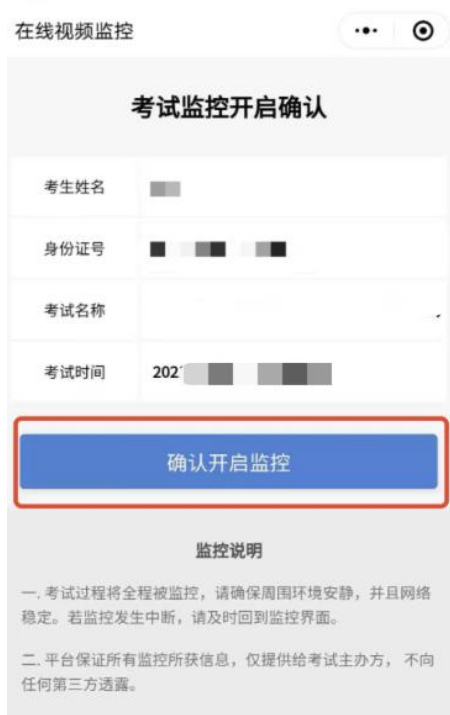 在线视频监控
考试监控开启确认
考生姓名
身份证号
考试名称
考试时间 202
确认开启监控
监控说明
一. 考试过程将全程被监控，请确保周围环境安静，并且网络
稳定。若监控发生中断，请及时回到监控界面。
二. 平台保证所有监控所获信息，仅提供给考试主办方， 不向
任何第三方透露。